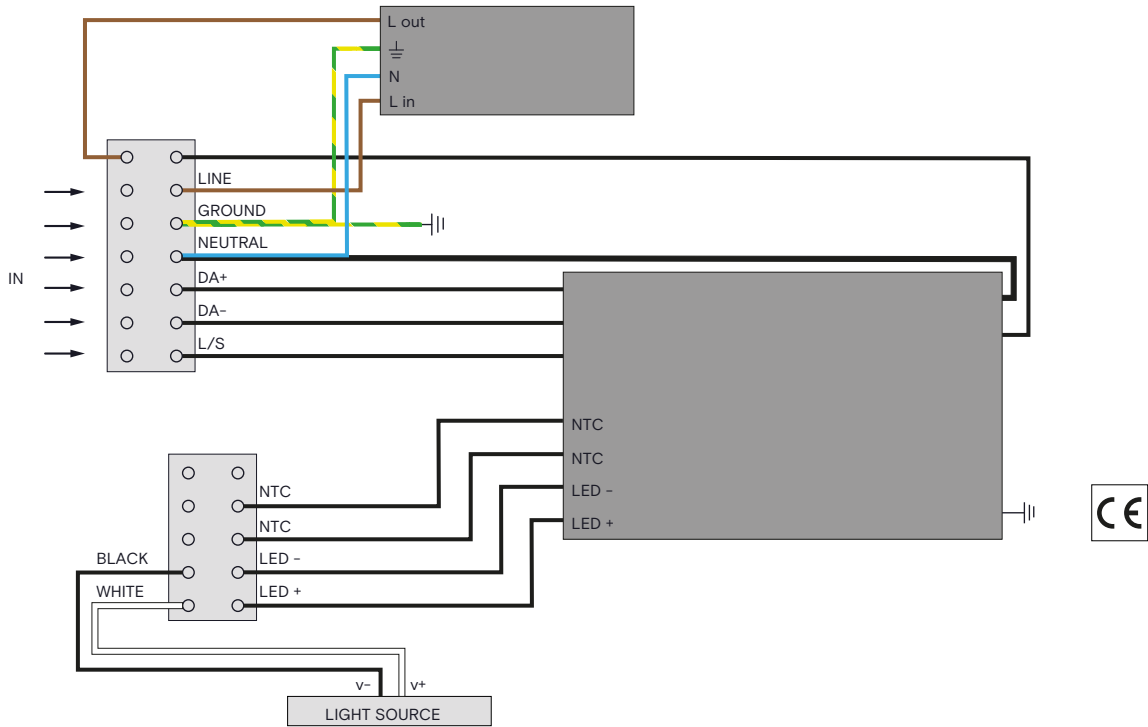 L out
N
L in
LINE
GROUND
NEUTRAL
IN
DA+
DA-
L/S
NTC
NTC
LED -
LED +
NTC
NTC
LED -
LED +
BLACK
WHITE
v-
v+
LIGHT SOURCE
CE